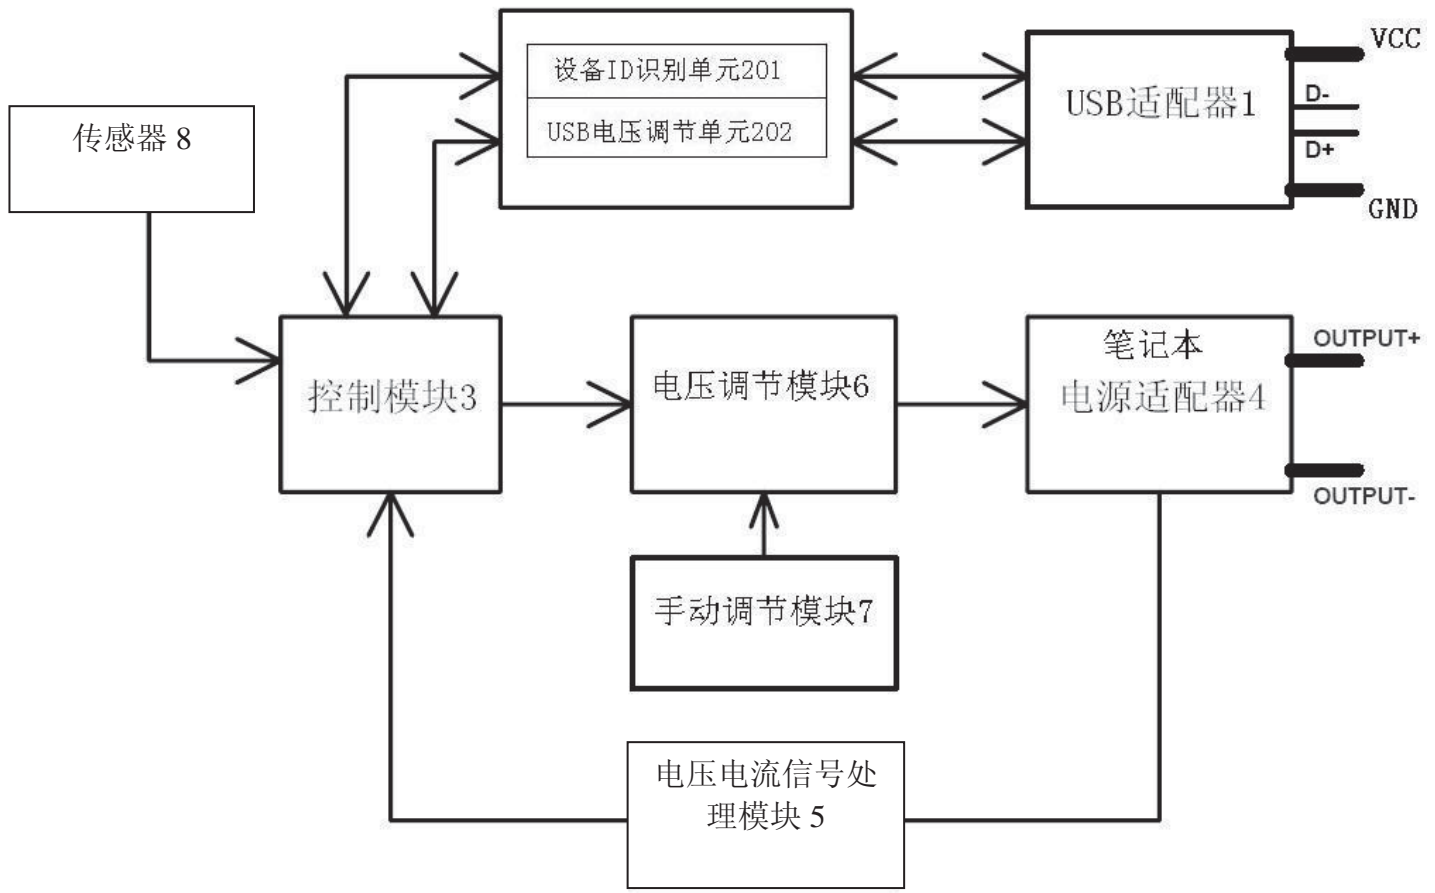 设备ID识别单元201
USB电压调节单元202
USB适配器1
VCC
D-
D+
GND
传感器 8
控制模块3
电压调节模块6
笔记本
电源适配器4
OUTPUT+
OUTPUT-
手动调节模块7
电压电流信号处
理模块 5